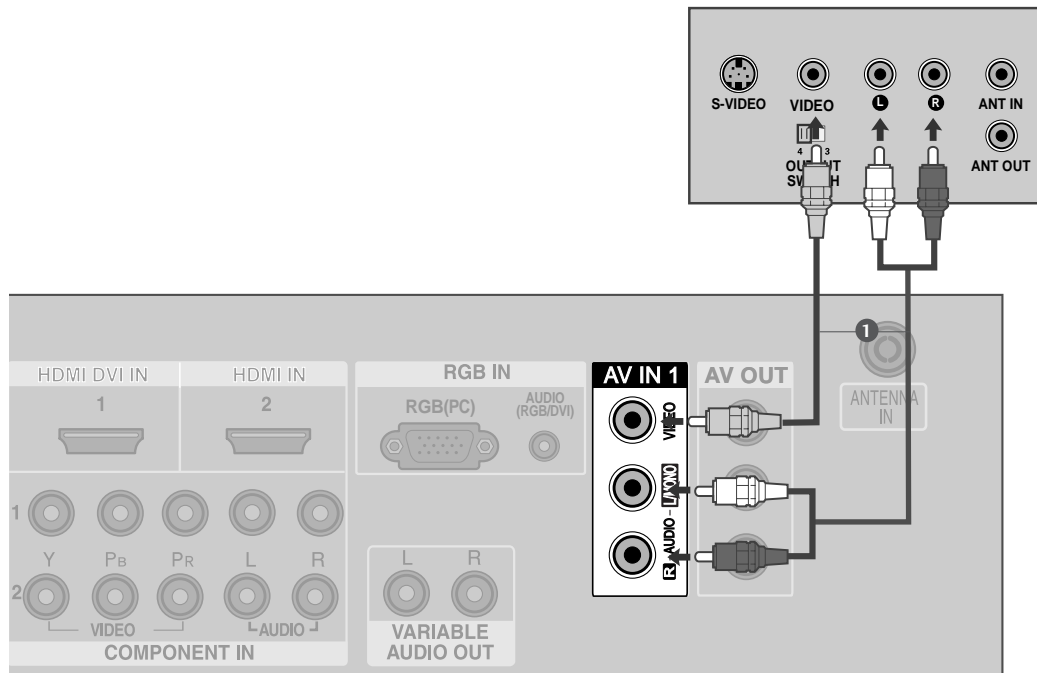 S-VIDEO VIDEO L R ANT IN
4 3
OUTPUT
SWITCH
ANT OUT
1
HDMI DVI IN
1
HDMI IN
2
RGB IN
RGB(PC)
AUDIO
(RGB/DVI)
AV IN 1
VIDEO
L/MONO
AUDIO
R
AV OUT
ANTENNA
IN
1
Y PB PR L R
2
VIDEO AUDIO
COMPONENT IN
L R
VARIABLE
AUDIO OUT